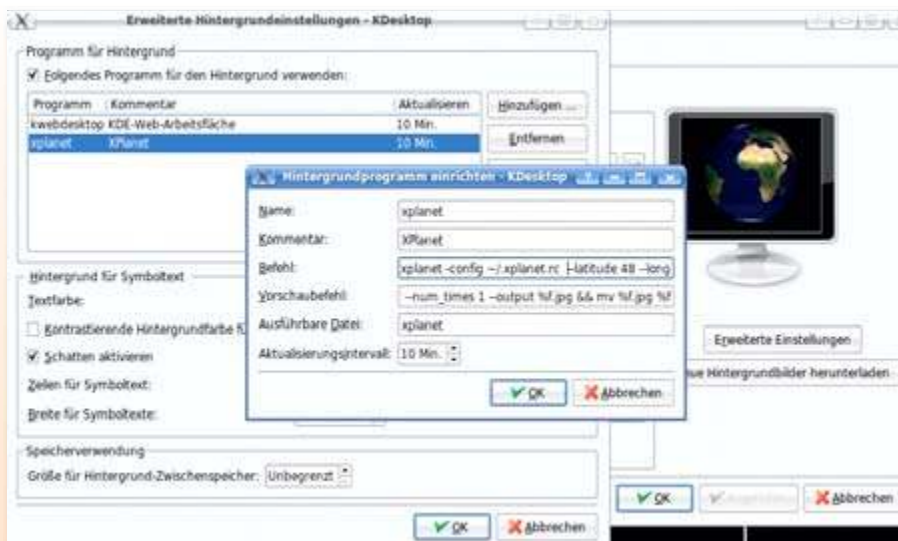 Erweiterte Hintergrundeinstellungen - KDesktop
Programm für Hintergrund
Folgendes Programm für den Hintergrund verwenden:
Programm Kommentar Aktualisieren
kwebdesktop KDE-Web-Arbeitsfläche 10 Min.
xplanet XPlanet 10 Min.
Hinzufügen ...
Entfernen
Hintergrundprogramm einrichten - KDesktop
Name: xplanet
Kommentar: XPlanet
Befehl: xplanet -config ~/.xplanet.rc --latitude 48 --long
Vorschaubefehl: --num_times 1 --output %f.jpg && mv %f.jpg %f
Ausführbare Datei: xplanet
Aktualisierungsintervall: 10 Min.
OK Abbrechen
Hintergrund für Symboltext
Textfarbe:
Kontrastierende Hintergrundfarbe f
Schatten aktivieren
Zeilen für Symboltext:
Breite für Symboltexte:
Speicherverwendung
Größe für Hintergrund-Zwischenspeicher: Unbegrenzt
OK Abbrechen
Erweiterte Einstellungen
ue Hintergrundbilder herunterladen
OK Abbrechen